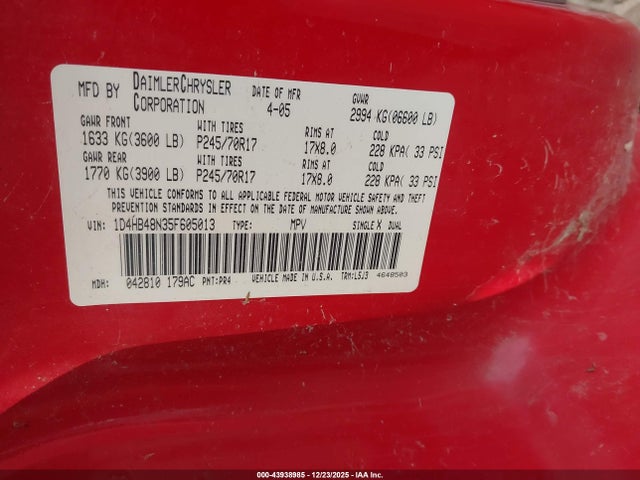 MFD BY DAIMLERCHRYSLER CORPORATION DATE OF MFR 4-05 GVWR 2994 KG(06600 LB)
GAWR FRONT WITH TIRES RIMS AT COLD
1633 KG(3600 LB) P245/70R17 17X8.0 228 KPA( 33 PSI
GAWR REAR WITH TIRES RIMS AT COLD
1770 KG(3900 LB) P245/70R17 17X8.0 228 KPA( 33 PSI
THIS VEHICLE CONFORMS TO ALL APPLICABLE FEDERAL MOTOR VEHICLE SAFETY AND THEFT
PREVENTION STANDARDS IN EFFECT ON THE DATE OF MANUFACTURE SHOWN ABOVE.
VIN: 1D4HB48N35F605013 TYPE: MPV SINGLE X DUAL
MDH: 042810 179AC PNT:PR4 VEHICLE MADE IN U.S.A. TRM:L5J3 4648503
000-43938985 - 12/23/2025 - IAA Inc.